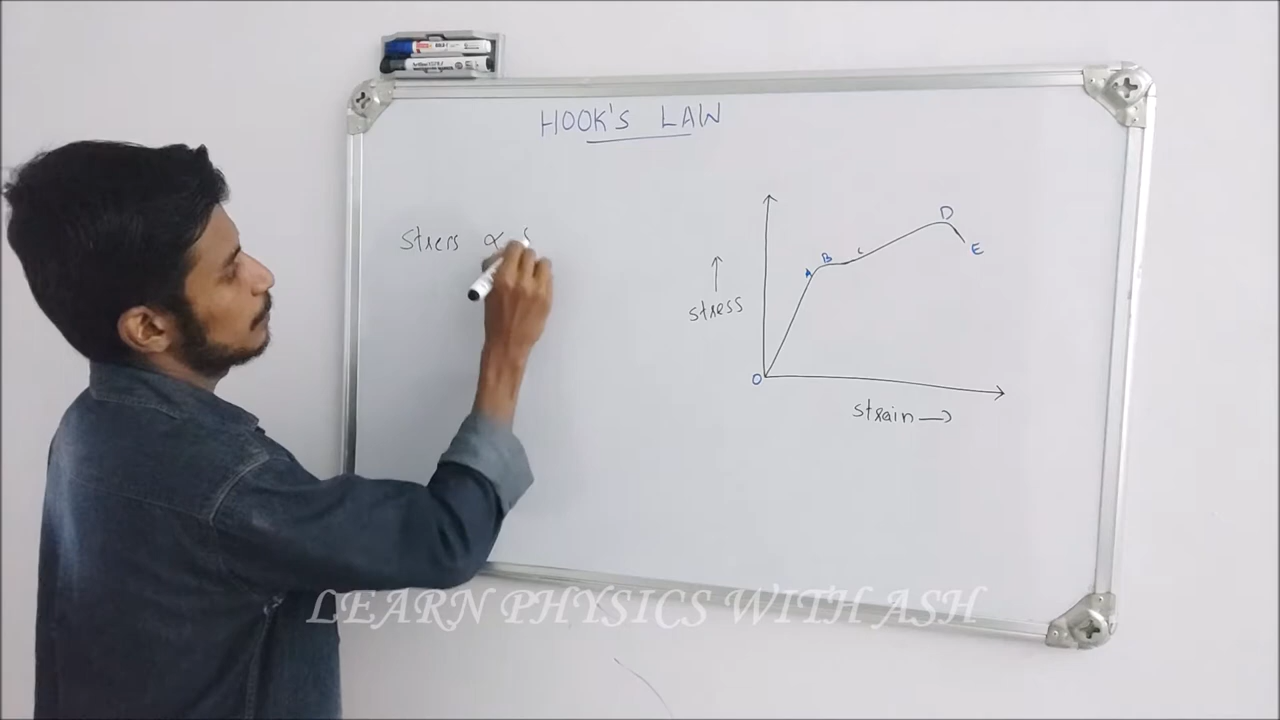 HOOK'S LAW
Stress ∝ s
D
B
C
A
E
stress
O
strain →
LEARN PHYSICS WITH ASH